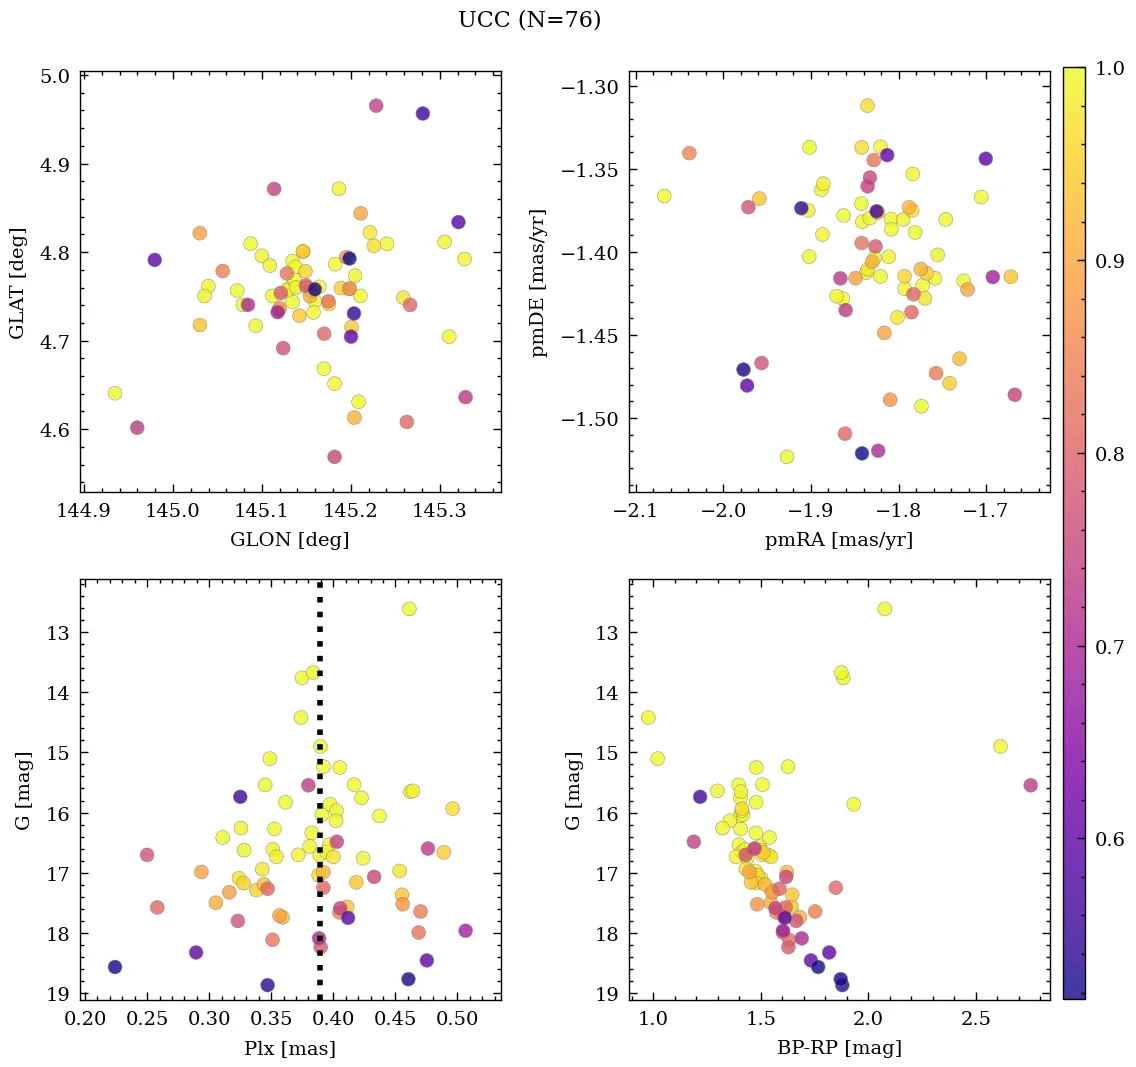 UCC (N=76)
5.0
4.9
4.8
4.7
4.6
GLAT [deg]
144.9 145.0 145.1 145.2 145.3
GLON [deg]
−1.30
−1.35
−1.40
−1.45
−1.50
pmDE [mas/yr]
−2.1 −2.0 −1.9 −1.8 −1.7
pmRA [mas/yr]
1.0
0.9
0.8
0.7
0.6
13
14
15
16
17
18
19
G [mag]
0.20 0.25 0.30 0.35 0.40 0.45 0.50
Plx [mas]
13
14
15
16
17
18
19
G [mag]
1.0 1.5 2.0 2.5
BP-RP [mag]